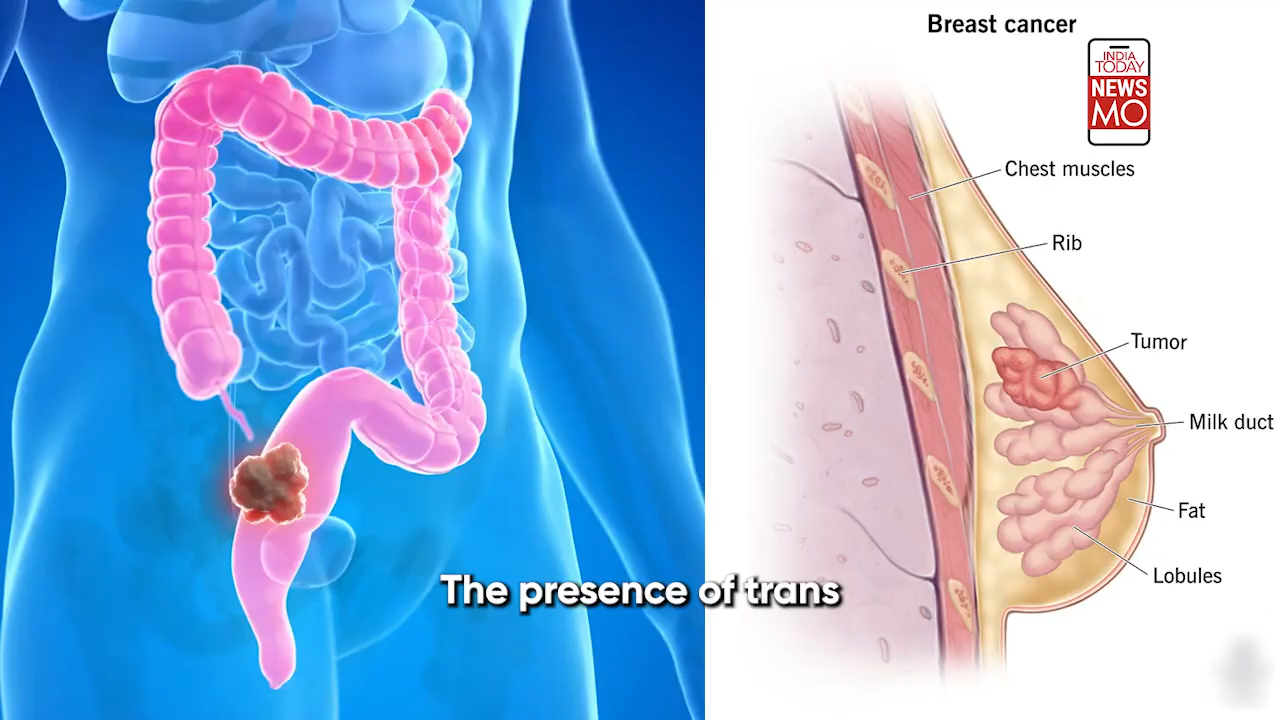 Breast cancer
INDIA
TODAY
NEWS
MO
Chest muscles
Rib
Tumor
Milk duct
Fat
Lobules
The presence of trans